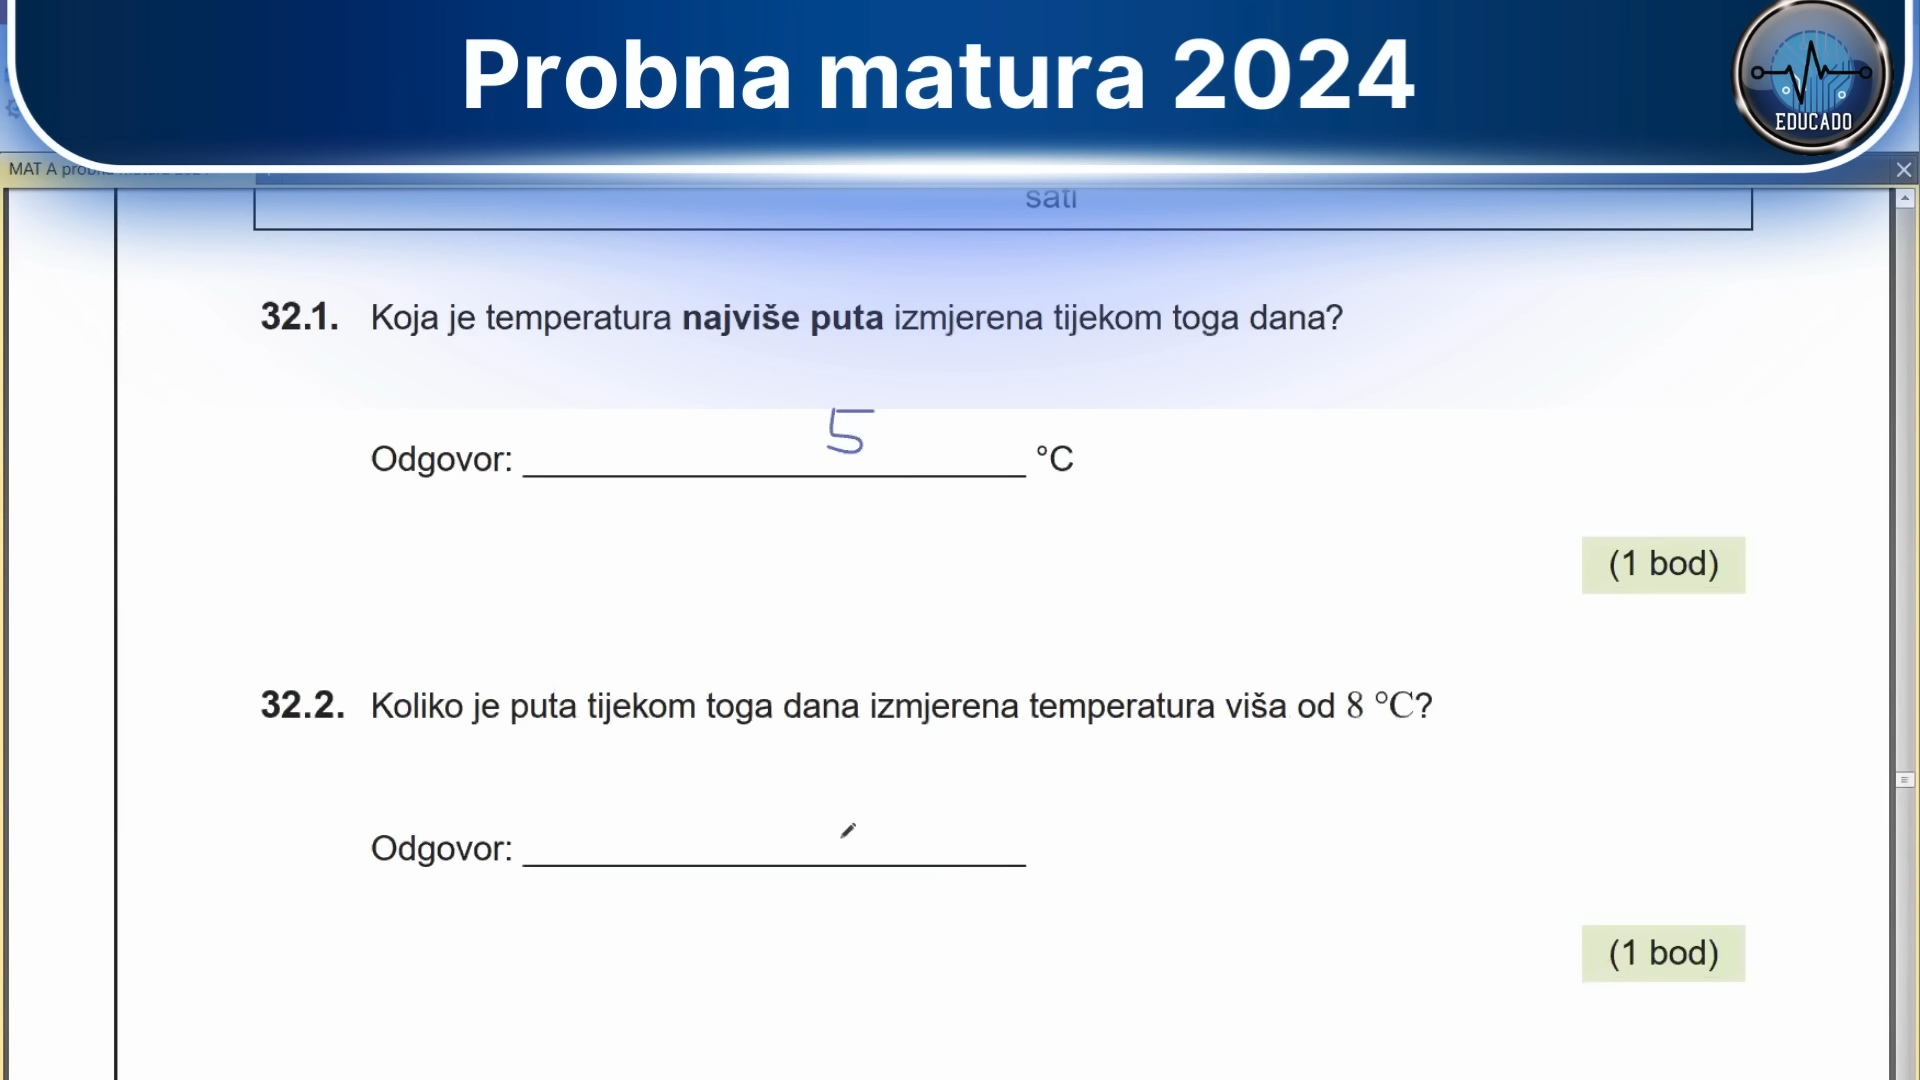 Probna matura 2024
EDUCADO
MAT A
sati
32.1. Koja je temperatura najviše puta izmjerena tijekom toga dana?
5
Odgovor: °C
(1 bod)
32.2. Koliko je puta tijekom toga dana izmjerena temperatura viša od 8 °C?
Odgovor:
(1 bod)